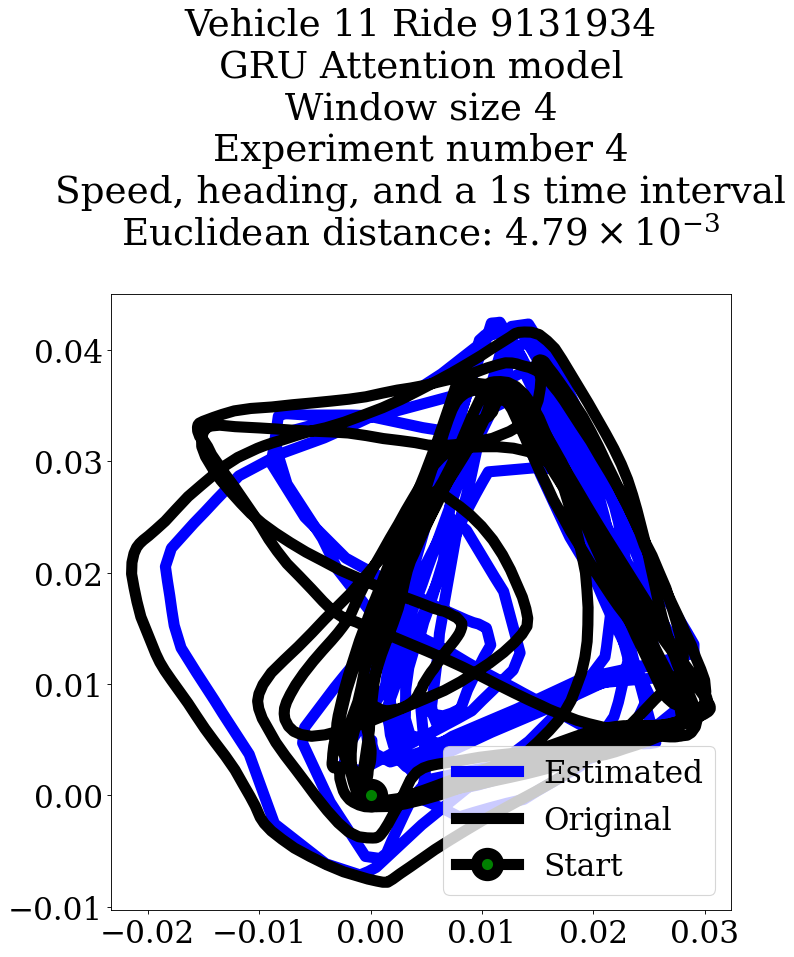 Vehicle 11 Ride 9131934
GRU Attention model
Window size 4
Experiment number 4
Speed, heading, and a 1s time interval
Euclidean distance: 4.79 × 10⁻³
0.04
0.03
0.02
0.01
0.00
−0.01
Estimated
Original
Start
−0.02 −0.01 0.00 0.01 0.02 0.03